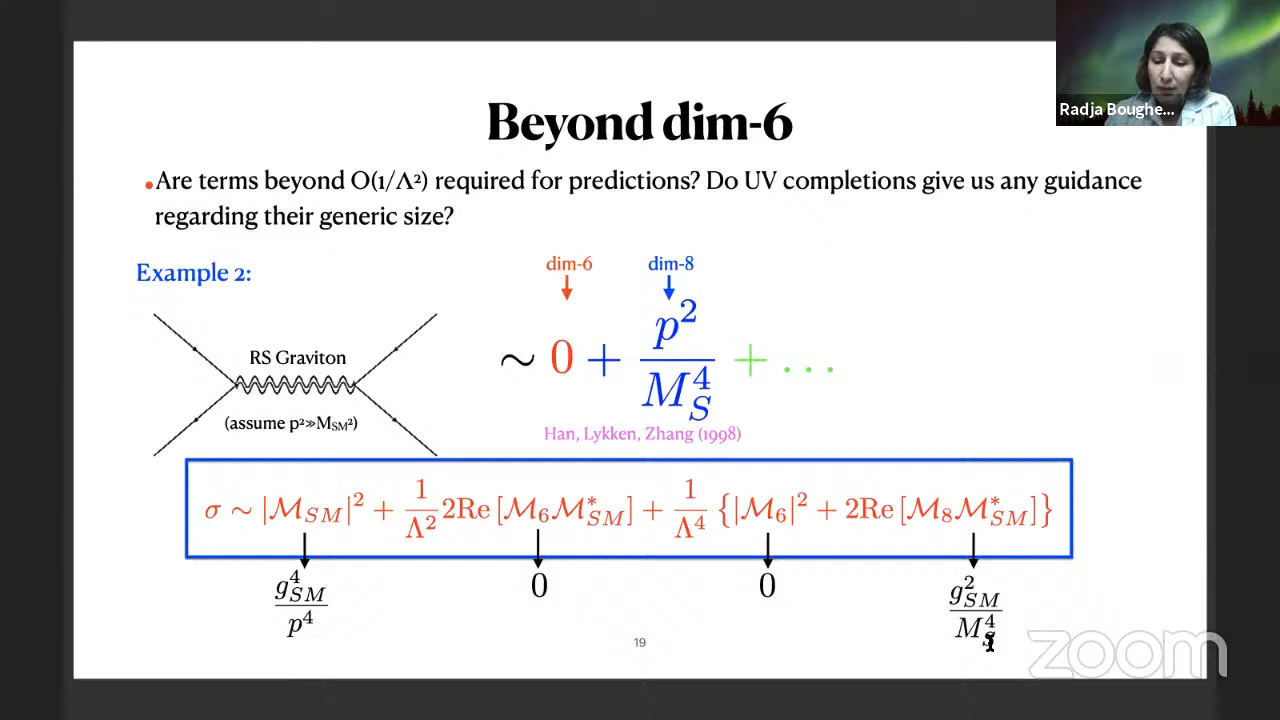 Radja Boughe...
Beyond dim-6
•Are terms beyond O(1/Λ²) required for predictions? Do UV completions give us any guidance
regarding their generic size?
Example 2:
dim-6 dim-8
RS Graviton
(assume p²≫M_SM²)
∼ 0 + p²/M_S⁴ + ...
Han, Lykken, Zhang (1998)
σ ∼ |ℳ_SM|² + 1/Λ² 2Re [ℳ₆ℳ*_SM] + 1/Λ⁴ {|ℳ₆|² + 2Re [ℳ₈ℳ*_SM]}
g⁴_SM/p⁴ 0 0 g²_SM/M_S⁴
19
zoom